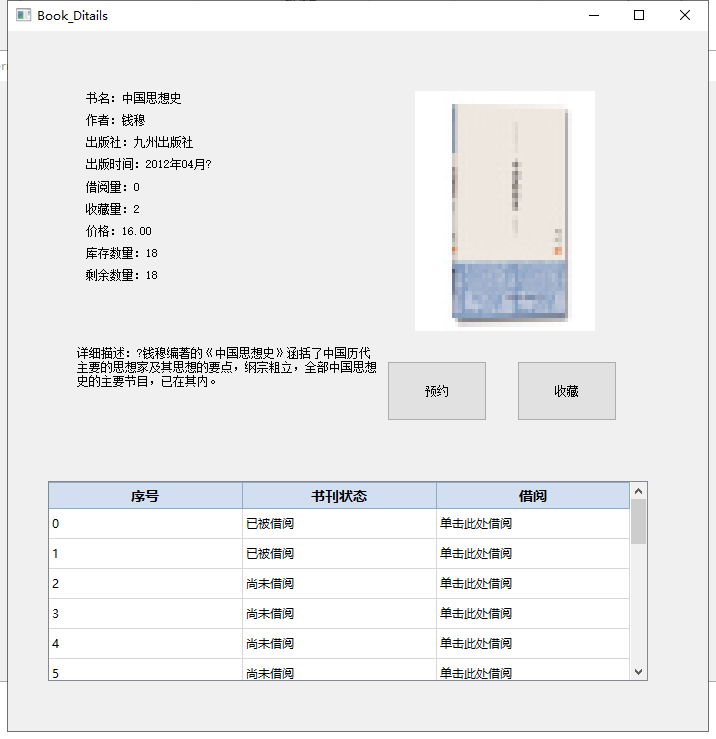 Book_Ditails
书名：中国思想史
作者：钱穆
出版社：九州出版社
出版时间：2012年04月?
借阅量：0
收藏量：2
价格：16.00
库存数量：18
剩余数量：18
详细描述：?钱穆编著的《中国思想史》涵括了中国历代
主要的思想家及其思想的要点，纲宗粗立，全部中国思想
史的主要节目，已在其内。
预约 收藏
序号 书刊状态 借阅
0 已被借阅 单击此处借阅
1 已被借阅 单击此处借阅
2 尚未借阅 单击此处借阅
3 尚未借阅 单击此处借阅
4 尚未借阅 单击此处借阅
5 尚未借阅 单击此处借阅